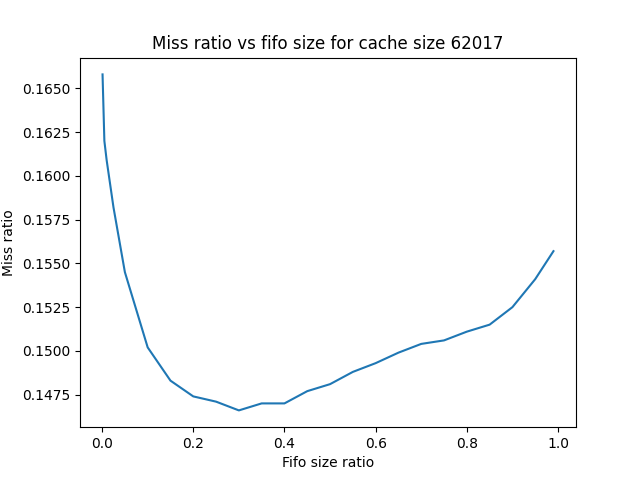 Miss ratio vs fifo size for cache size 62017
0.1650
0.1625
0.1600
0.1575
0.1550
0.1525
0.1500
0.1475
Miss ratio
0.0 0.2 0.4 0.6 0.8 1.0
Fifo size ratio